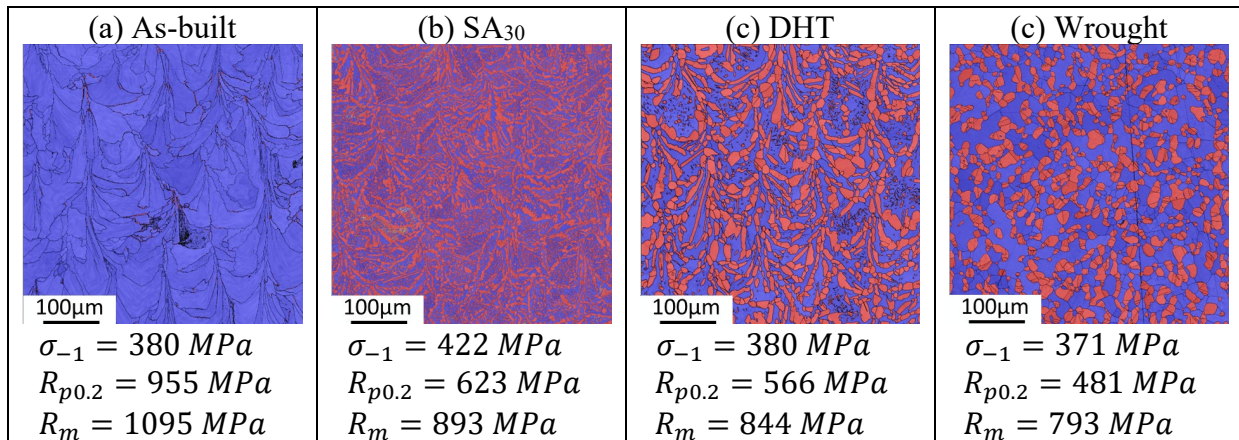 (a) As-built
100µm
σ₋₁ = 380 MPa
Rₚ₀.₂ = 955 MPa
Rₘ = 1095 MPa
(b) SA₃₀
100µm
σ₋₁ = 422 MPa
Rₚ₀.₂ = 623 MPa
Rₘ = 893 MPa
(c) DHT
100µm
σ₋₁ = 380 MPa
Rₚ₀.₂ = 566 MPa
Rₘ = 844 MPa
(c) Wrought
100µm
σ₋₁ = 371 MPa
Rₚ₀.₂ = 481 MPa
Rₘ = 793 MPa